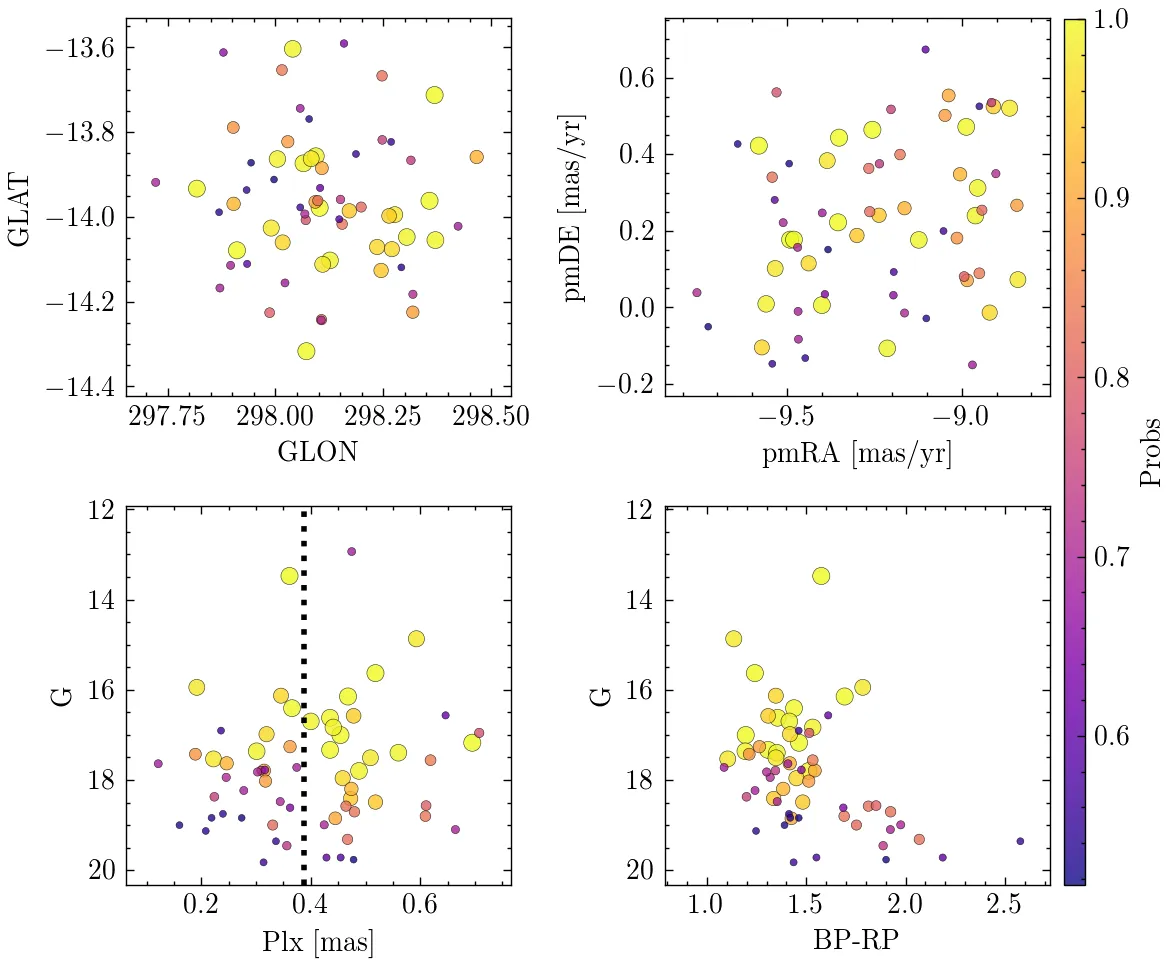 −13.6
−13.8
−14.0
−14.2
−14.4
GLAT
297.75 298.00 298.25 298.50
GLON
0.6
0.4
0.2
0.0
−0.2
pmDE [mas/yr]
−9.5 −9.0
pmRA [mas/yr]
12
14
16
18
20
G
0.2 0.4 0.6
Plx [mas]
12
14
16
18
20
G
1.0 1.5 2.0 2.5
BP-RP
1.0
0.9
0.8
0.7
0.6
Probs